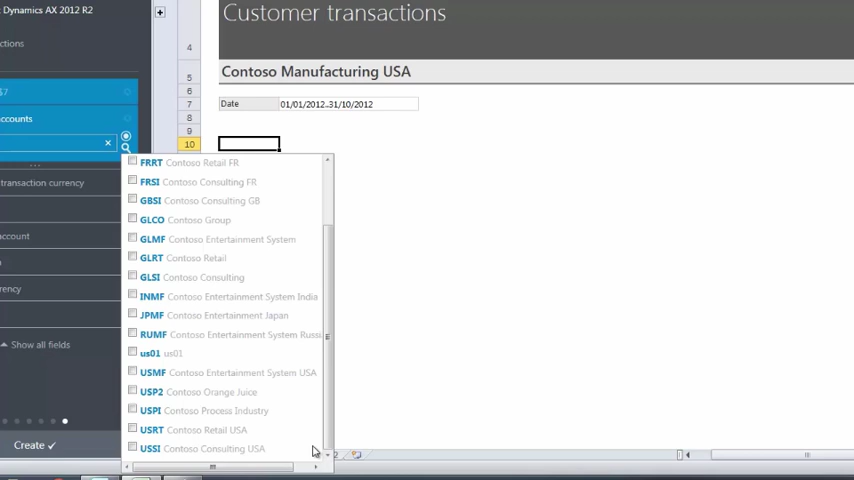 Dynamics AX 2012 R2
Customer transactions
ctions
4
Contoso Manufacturing USA
5
6
$7
7
Date
01/01/2012..31/10/2012
8
accounts
9
10
FRRT Contoso Retail FR
transaction currency
FRSI Contoso Consulting FR
GBSI Contoso Consulting GB
GLCO Contoso Group
account
GLMF Contoso Entertainment System
GLRT Contoso Retail
GLSI Contoso Consulting
rency
INMF Contoso Entertainment System India
JPMF Contoso Entertainment Japan
RUMF Contoso Entertainment System Russi
Show all fields
us01 us01
USMF Contoso Entertainment System USA
USP2 Contoso Orange Juice
USPI Contoso Process Industry
USRT Contoso Retail USA
Create
USSI Contoso Consulting USA